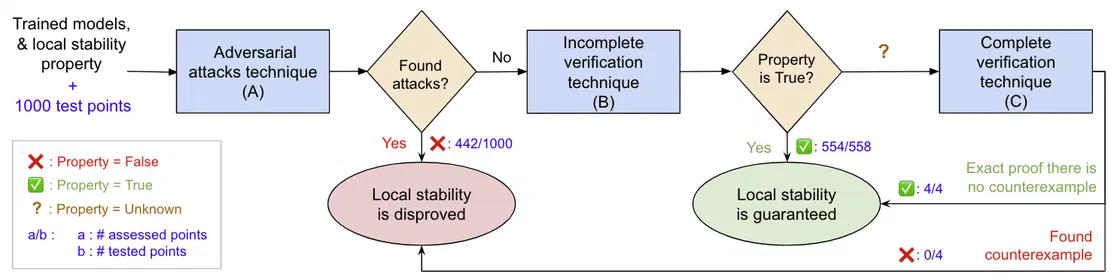 Trained models,
& local stability
property
+
1000 test points
Adversarial
attacks technique
(A)
Found
attacks?
No
Incomplete
verification
technique
(B)
Property
is True?
?
Complete
verification
technique
(C)
Yes
❌: 442/1000
Yes
✅: 554/558
Local stability
is disproved
Local stability
is guaranteed
Exact proof there is
no counterexample
✅: 4/4
Found
counterexample
❌: 0/4
❌ : Property = False
✅ : Property = True
? : Property = Unknown
a/b : a : # assessed points
b : # tested points